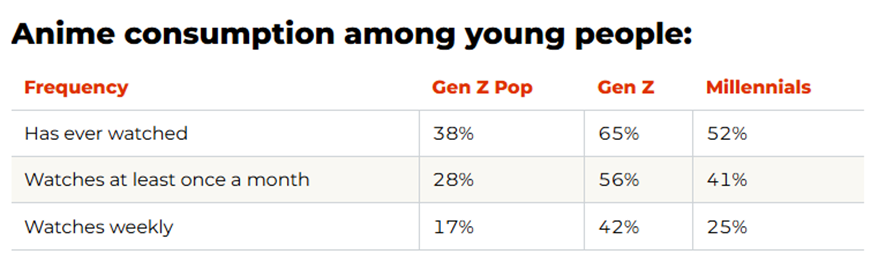 Anime consumption among young people:
Frequency Gen Z Pop Gen Z Millennials
Has ever watched 38% 65% 52%
Watches at least once a month 28% 56% 41%
Watches weekly 17% 42% 25%